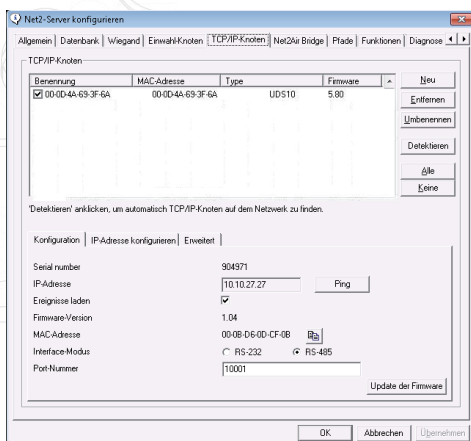 Net2-Server konfigurieren
Allgemein Datenbank Wiegand Einwahl-Knoten TCP/IP-Knoten Net2Air Bridge Pfade Funktionen Diagnose
TCP/IP-Knoten
Benennung MAC-Adresse Type Firmware
00-0D-4A-69-3F-6A 00-0D-4A-69-3F-6A UDS10 5.80
Neu
Entfernen
Umbenennen
Detektieren
Alle
Keine
'Detektieren' anklicken, um automatisch TCP/IP-Knoten auf dem Netzwerk zu finden.
Konfiguration IP-Adresse konfigurieren Erweitert
Serial number 904971
IP-Adresse 10.10.27.27 Ping
Ereignisse laden
Firmware-Version 1.04
MAC-Adresse 00-0B-D6-0D-CF-0B
Interface-Modus RS-232 RS-485
Port-Nummer 10001
Update der Firmware
OK Abbrechen Übernehmen